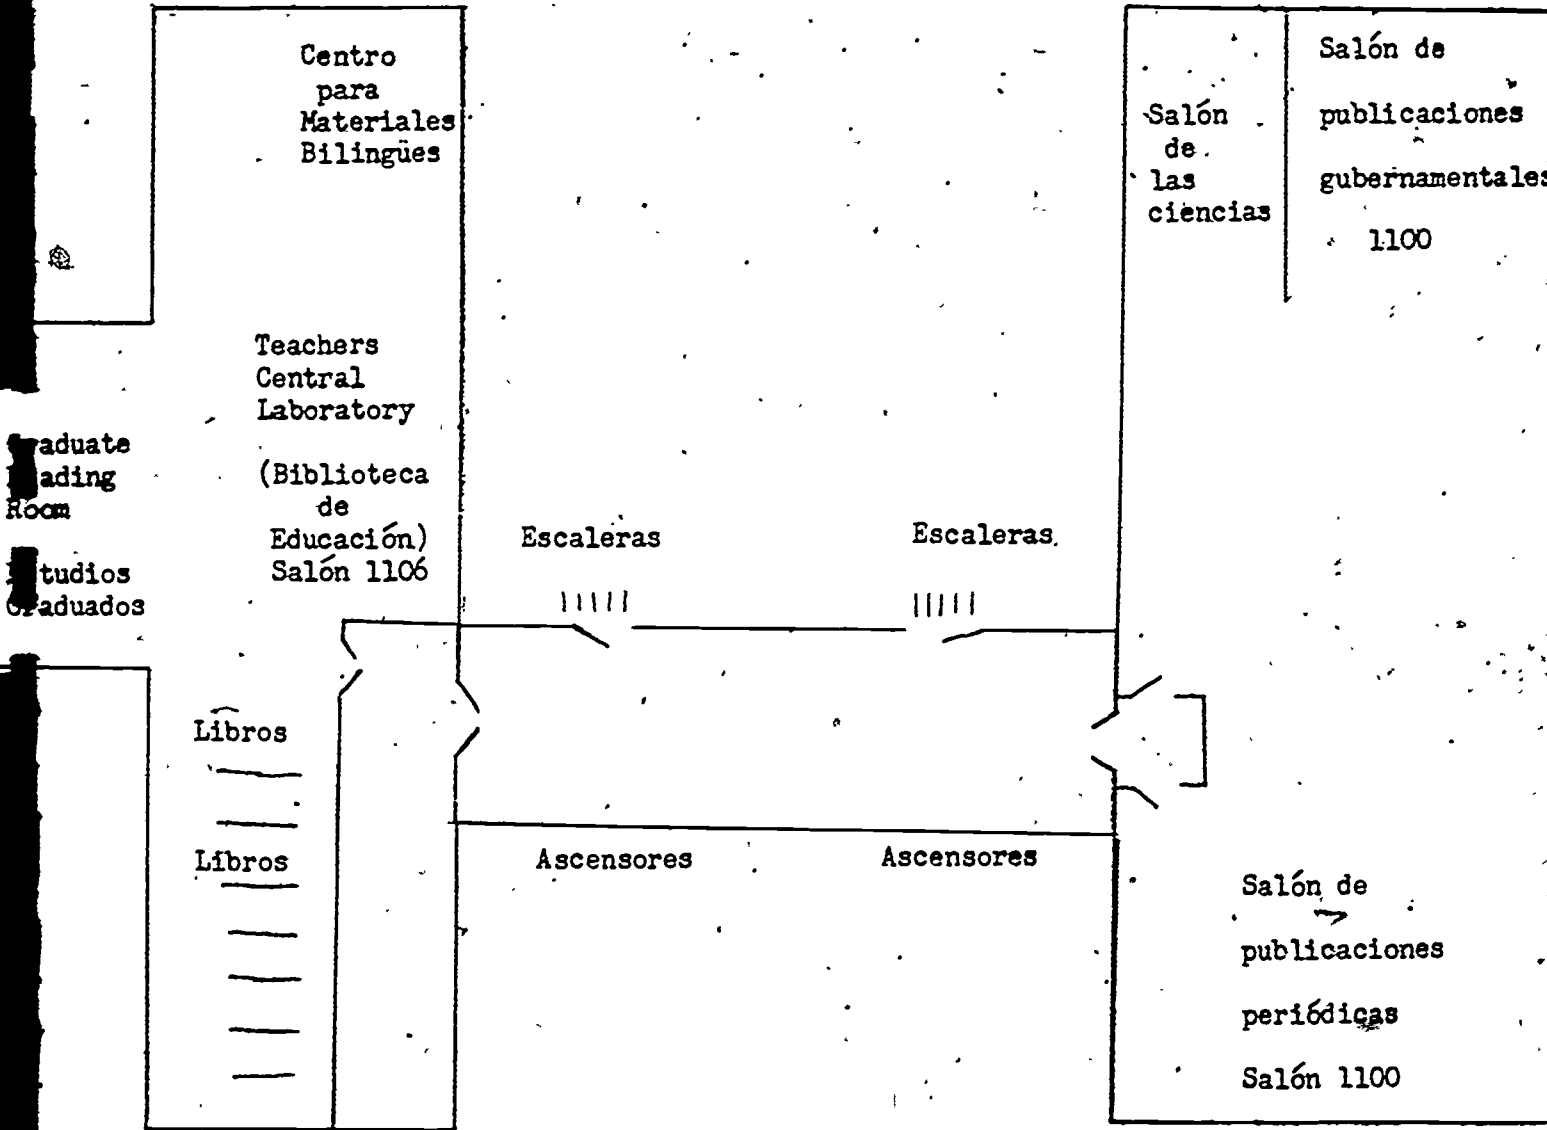 Centro
para
Materiales
Bilingües
Teachers
Central
Laboratory
(Biblioteca
de
Educación)
Salón 1106
Room
Escaleras
Escaleras
Salón
de
las
ciencias
Salón de
publicaciones
gubernamentales
1100
Libros
Libros
Ascensores
Ascensores
Salón de
publicaciones
periódicas
Salón 1100